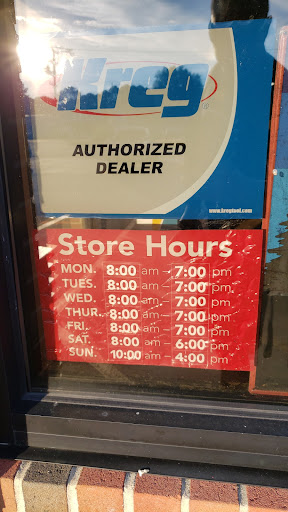 Kreg
AUTHORIZED
DEALER
www.kregtool.com
Store Hours
MON. 8:00 am – 7:00 pm
TUES. 8:00 am – 7:00 pm
WED. 8:00 am – 7:00 pm
THUR. 8:00 am – 7:00 pm
FRI. 8:00 am – 7:00 pm
SAT. 8:00 am – 6:00 pm
SUN. 10:00 am – 4:00 pm